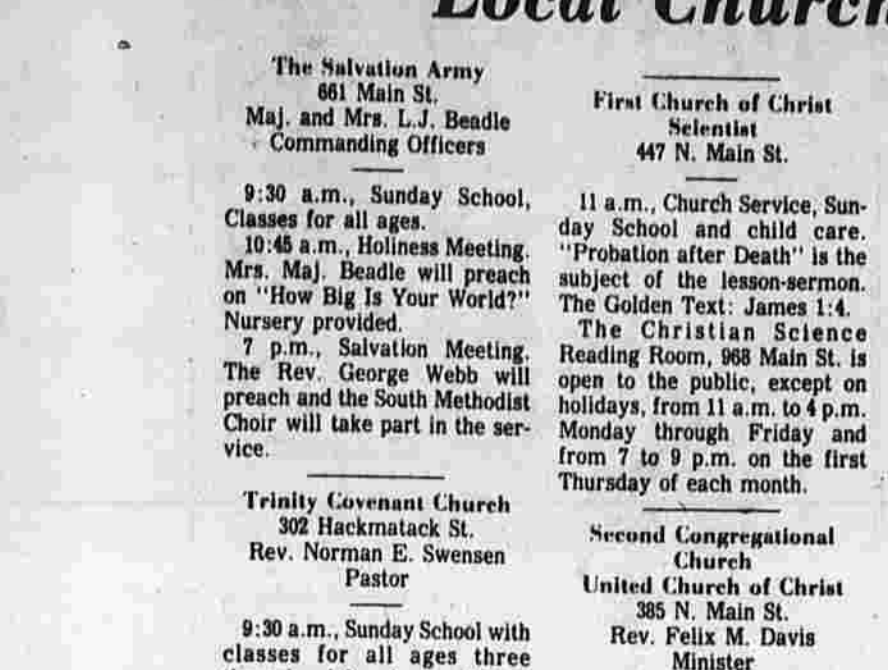 Local Church
The Salvation Army
661 Main St.
Maj. and Mrs. L.J. Beadle
Commanding Officers
9:30 a.m., Sunday School,
Classes for all ages.
10:45 a.m., Holiness Meeting.
Mrs. Maj. Beadle will preach
on "How Big Is Your World?"
Nursery provided.
7 p.m., Salvation Meeting.
The Rev. George Webb will
preach and the South Methodist
Choir will take part in the ser-
vice.
Trinity Covenant Church
302 Hackmatack St.
Rev. Norman E. Swensen
Pastor
9:30 a.m., Sunday School with
classes for all ages three
First Church of Christ
Scientist
447 N. Main St.
11 a.m., Church Service, Sun-
day School and child care.
"Probation after Death" is the
subject of the lesson-sermon.
The Golden Text: James 1:4.
The Christian Science
Reading Room, 968 Main St. is
open to the public, except on
holidays, from 11 a.m. to 4 p.m.
Monday through Friday and
from 7 to 9 p.m. on the first
Thursday of each month.
Second Congregational
Church
United Church of Christ
385 N. Main St.
Rev. Felix M. Davis
Minister